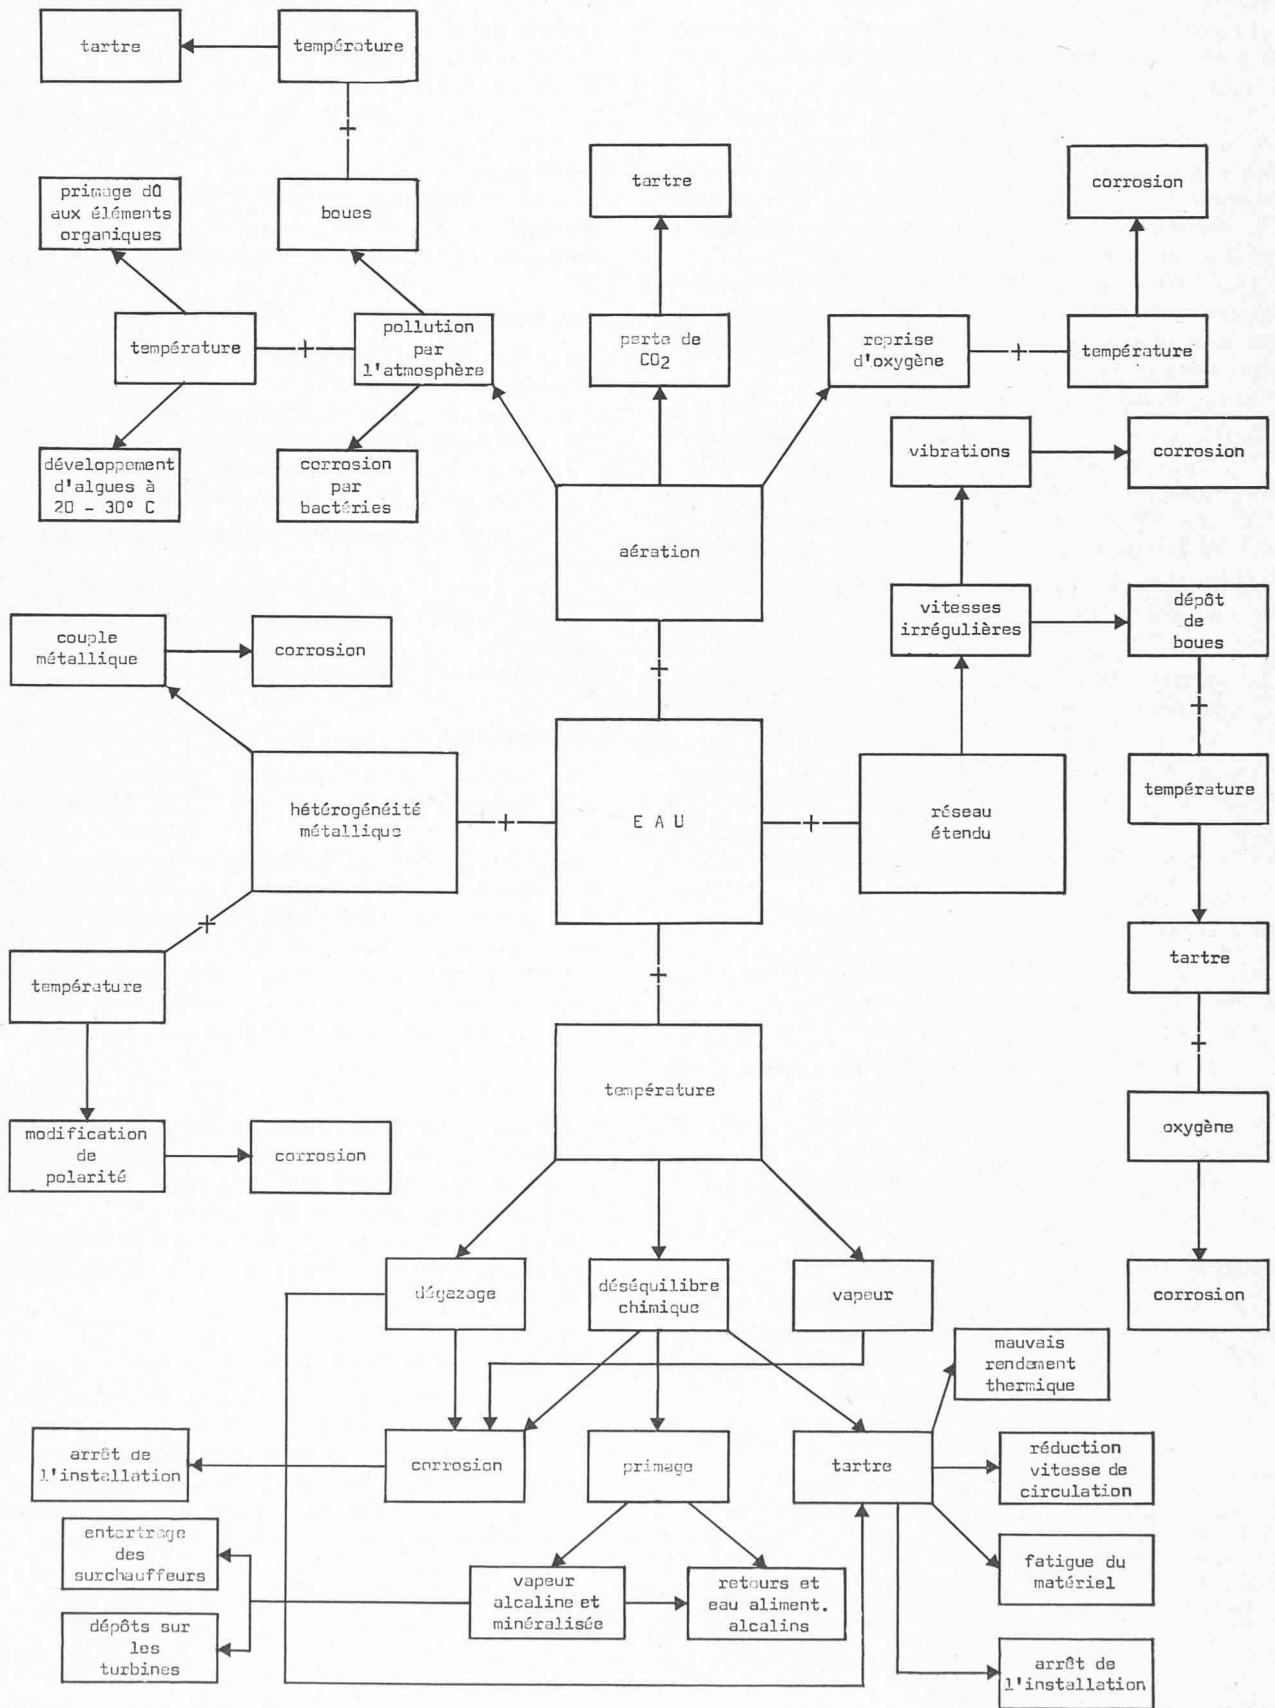 tartre
température
+
primage dû
aux éléments
organiques
boues
tartre
corrosion
température
+
pollution
par
l'atmosphère
perte de
CO2
reprise
d'oxygène
+
température
développement
d'algues à
20 - 30° C
corrosion
par
bactéries
vibrations
corrosion
aération
couple
métallique
corrosion
vitesses
irrégulières
dépôt
de
boues
+
+
hétérogénéité
métallique
+
E A U
+
réseau
étendu
température
+
température
+
tartre
température
+
modification
de
polarité
corrosion
oxygène
dégazage
déséquilibre
chimique
vapeur
corrosion
mauvais
rendement
thermique
arrêt de
l'installation
corrosion
primage
tartre
réduction
vitesse de
circulation
entartrage
des
surchauffeurs
vapeur
alcaline et
minéralisée
retours et
eau aliment.
alcalins
fatigue du
matériel
dépôts sur
les
turbines
arrêt de
l'installation